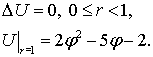 ΔU = 0, 0 ≤ r < 1,
U|_{r=1} = 2φ² − 5φ − 2.